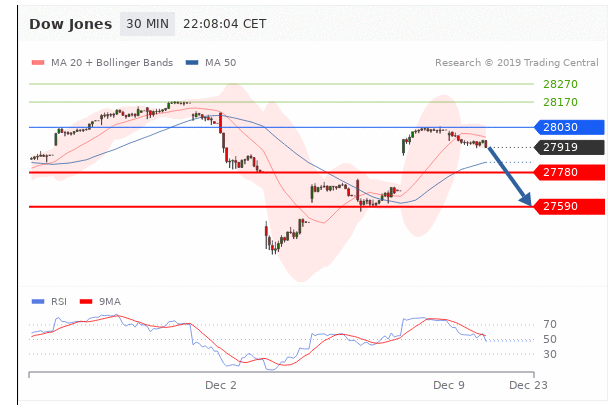 Dow Jones 30 MIN 22:08:04 CET
MA 20 + Bollinger Bands MA 50 Research © 2019 Trading Central
28270
28170
28030
27919
27780
27590
RSI 9MA
70
50
30
Dec 2 Dec 9 Dec 23